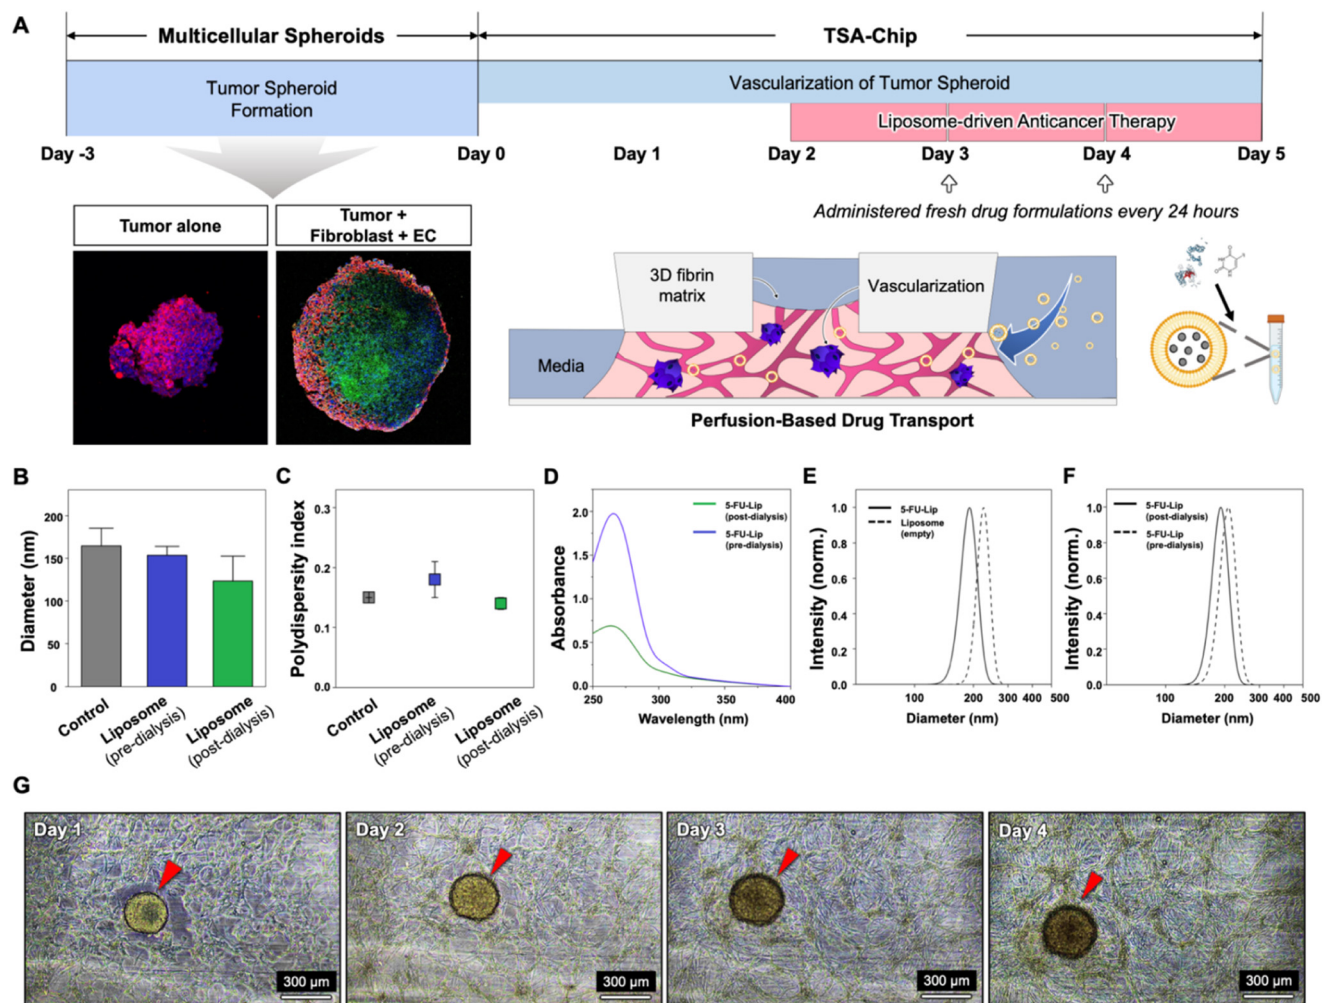 A
Multicellular Spheroids
TSA-Chip
Tumor Spheroid
Formation
Vascularization of Tumor Spheroid
Liposome-driven Anticancer Therapy
Day -3
Day 0
Day 1
Day 2
Day 3
Day 4
Day 5
Administered fresh drug formulations every 24 hours
Tumor alone
Tumor +
Fibroblast + EC
3D fibrin
matrix
Vascularization
Media
Perfusion-Based Drug Transport
B
Diameter (nm)
200
150
100
50
0
Control
Liposome
(pre-dialysis)
Liposome
(post-dialysis)
C
Polydispersity index
0.3
0.2
0.1
0.0
Control
Liposome
(pre-dialysis)
Liposome
(post-dialysis)
D
Absorbance
2.0
1.5
1.0
0.5
0.0
5-FU-Lip
(post-dialysis)
5-FU-Lip
(pre-dialysis)
250
300
350
400
Wavelength (nm)
E
Intensity (norm.)
1.0
0.8
0.6
0.4
0.2
0.0
5-FU-Lip
Liposome
(empty)
100
200
300
400
500
Diameter (nm)
F
Intensity (norm.)
1.0
0.8
0.6
0.4
0.2
0.0
5-FU-Lip
(post-dialysis)
5-FU-Lip
(pre-dialysis)
100
200
300
400
500
Diameter (nm)
G
Day 1
300 µm
Day 2
300 µm
Day 3
300 µm
Day 4
300 µm